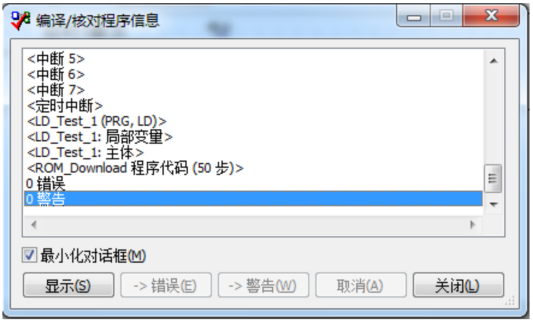 编译/核对程序信息
<中断 5>
<中断 6>
<中断 7>
<定时中断>
<LD_Test_1 (PRG, LD)>
<LD_Test_1: 局部变量>
<LD_Test_1: 主体>
<ROM_Download 程序代码 (50 步)>
0 错误
0 警告
最小化对话框(M)
显示(S) -> 错误(E) -> 警告(W) 取消(A) 关闭(L)